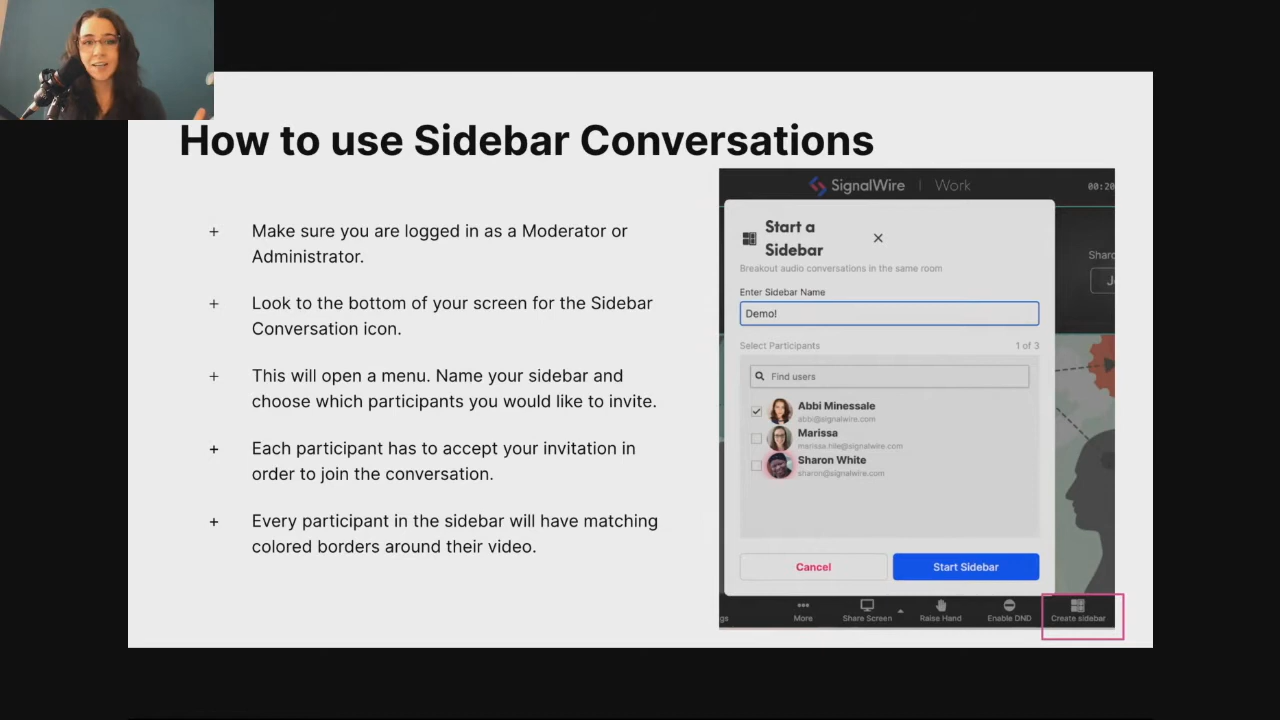 How to use Sidebar Conversations
+ Make sure you are logged in as a Moderator or
Administrator.
+ Look to the bottom of your screen for the Sidebar
Conversation icon.
+ This will open a menu. Name your sidebar and
choose which participants you would like to invite.
+ Each participant has to accept your invitation in
order to join the conversation.
+ Every participant in the sidebar will have matching
colored borders around their video.
SignalWire | Work
00:20
Start a
Sidebar
Breakout audio conversations in the same room
Enter Sidebar Name
Demo!
Select Participants 1 of 3
Find users
Abbi Minessale
abbi@signalwire.com
Marissa
marissa.hile@signalwire.com
Sharon White
sharon@signalwire.com
Cancel Start Sidebar
Sharo
gs More Share Screen Raise Hand Enable DND Create sidebar